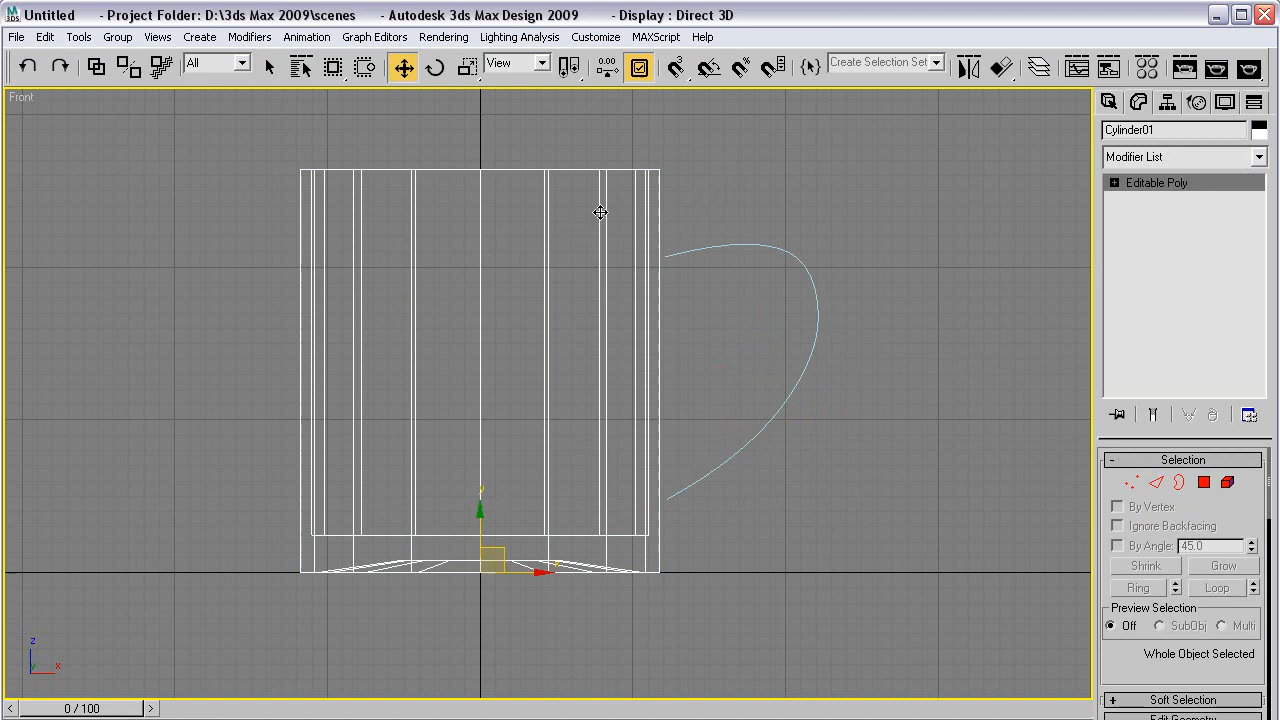 Untitled - Project Folder: D:\3ds Max 2009\scenes - Autodesk 3ds Max Design 2009 - Display : Direct 3D
File Edit Tools Group Views Create Modifiers Animation Graph Editors Rendering Lighting Analysis Customize MAXScript Help
All View Create Selection Set
Front
Cylinder01
Modifier List
Editable Poly
Selection
By Vertex
Ignore Backfacing
By Angle: 45.0
Shrink Grow
Ring Loop
Preview Selection
Off SubObj Multi
Whole Object Selected
Soft Selection
Edit Geometry
z
x
0 / 100